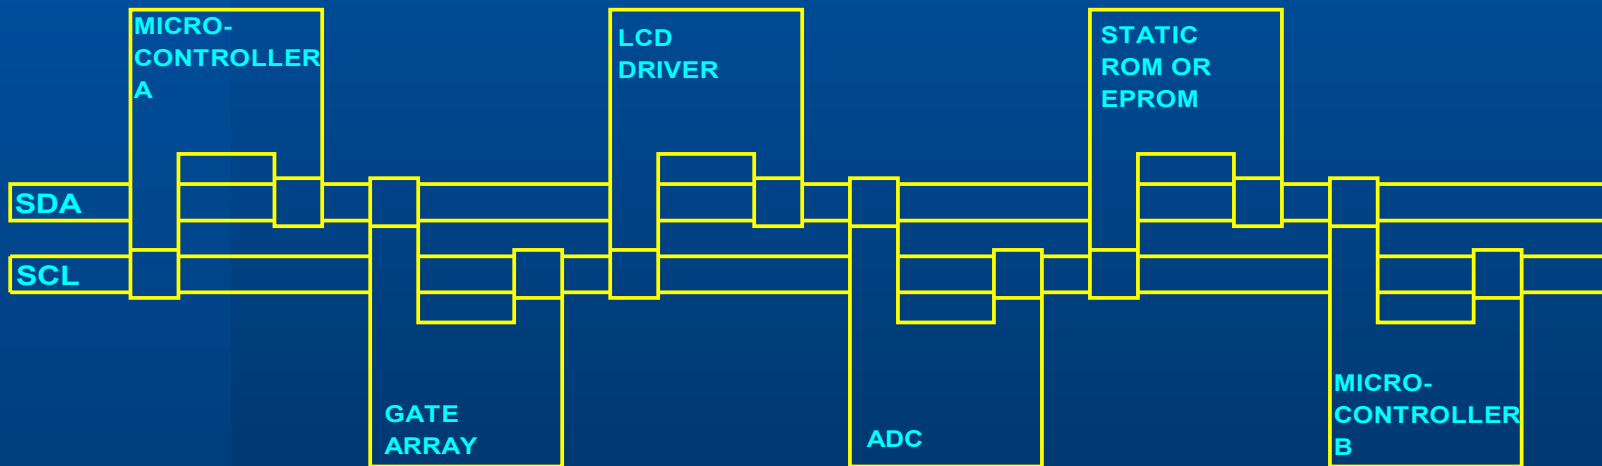 MICRO-
CONTROLLER
A
LCD
DRIVER
STATIC
ROM OR
EPROM
SDA
SCL
GATE
ARRAY
ADC
MICRO-
CONTROLLER
B